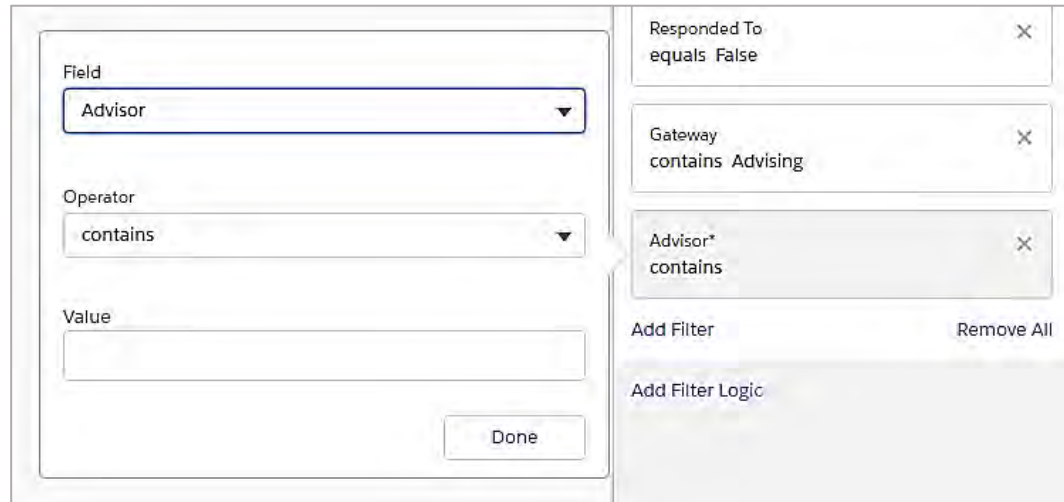 Field
Advisor
Operator
contains
Value
Done
Responded To
equals False
Gateway
contains Advising
Advisor*
contains
Add Filter
Remove All
Add Filter Logic